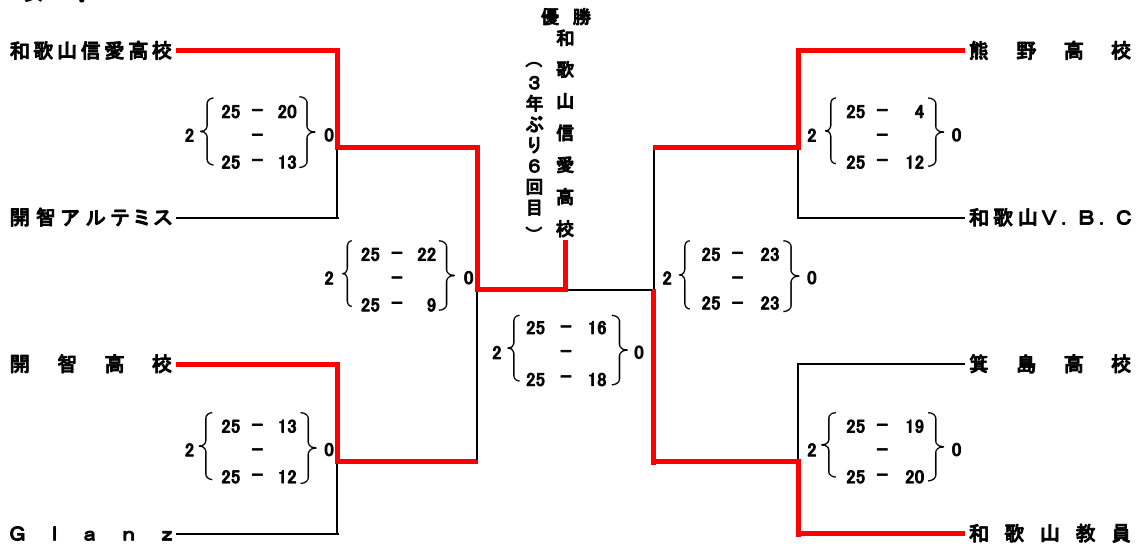 優勝
和歌山信愛高校
（３年ぶり６回目）
和歌山信愛高校
2 25 － 20 0
－
25 － 13
開智アルテミス
2 25 － 22 0
－
25 － 9
開智高校
2 25 － 13 0
－
25 － 12
Ｇｌａｎｚ
2 25 － 16 0
－
25 － 18
熊野高校
2 25 － 4 0
－
25 － 12
和歌山Ｖ．Ｂ．Ｃ
2 25 － 23 0
－
25 － 23
箕島高校
2 25 － 19 0
－
25 － 20
和歌山教員